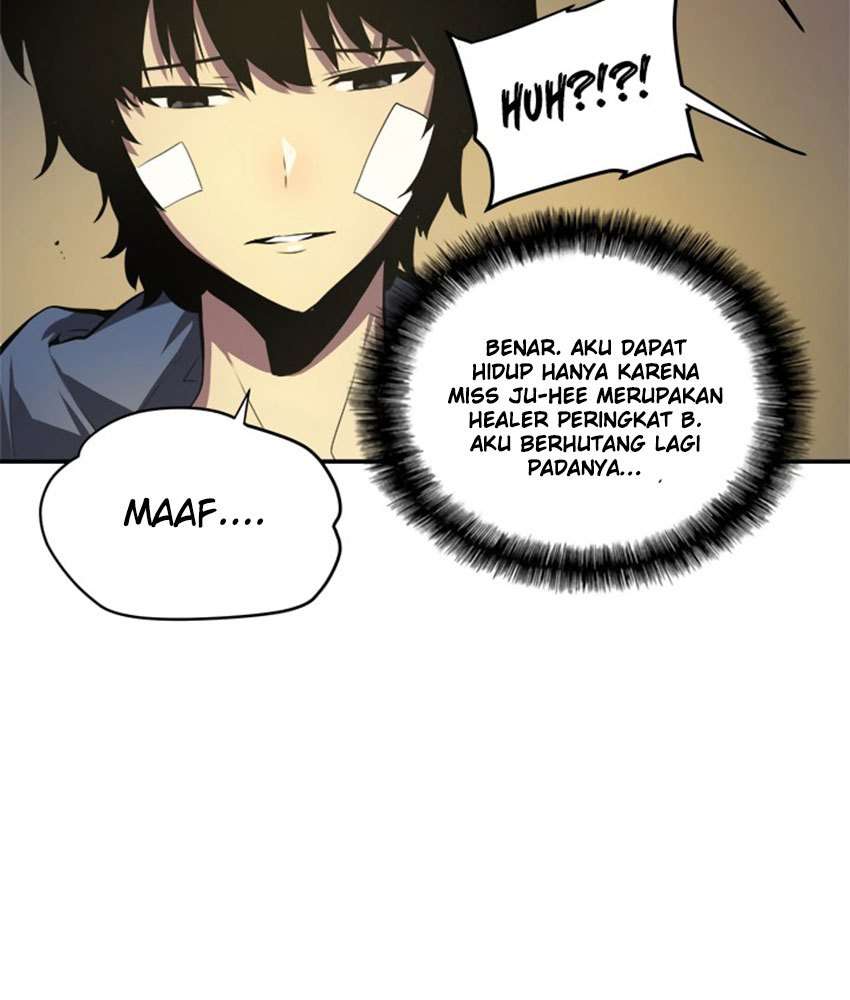 HUH?!?!
BENAR. AKU DAPAT
HIDUP HANYA KARENA
MISS JU-HEE MERUPAKAN
HEALER PERINGKAT B.
AKU BERHUTANG LAGI
PADANYA...
MAAF....